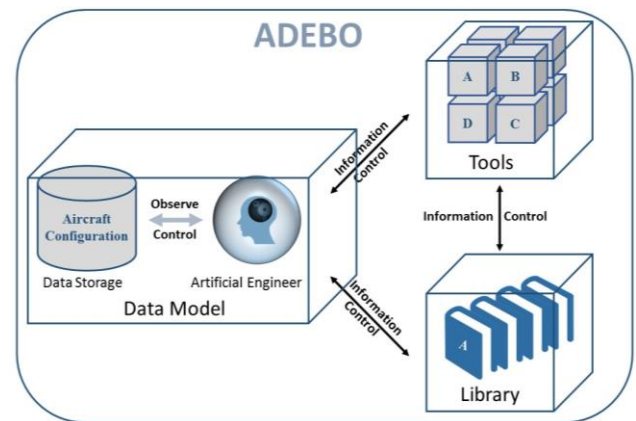 ADEBO
A
B
D
C
Tools
Information
Control
Aircraft
Configuration
Observe
Control
Data Storage
Artificial Engineer
Data Model
Information Control
Information
Control
A
Library